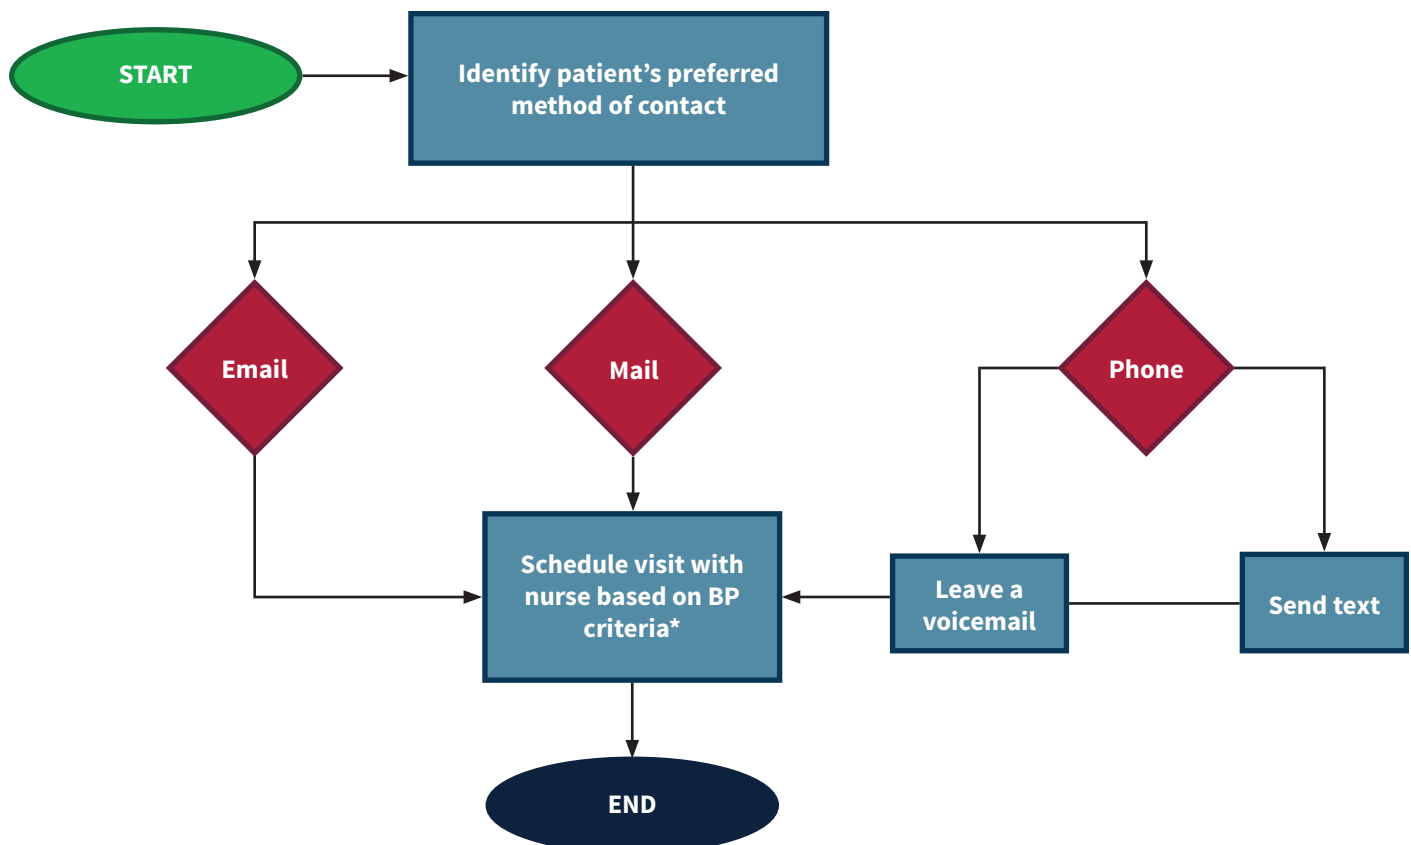 START
Identify patient’s preferred
method of contact
Email
Mail
Phone
Schedule visit with
nurse based on BP
criteria*
Leave a
voicemail
Send text
END